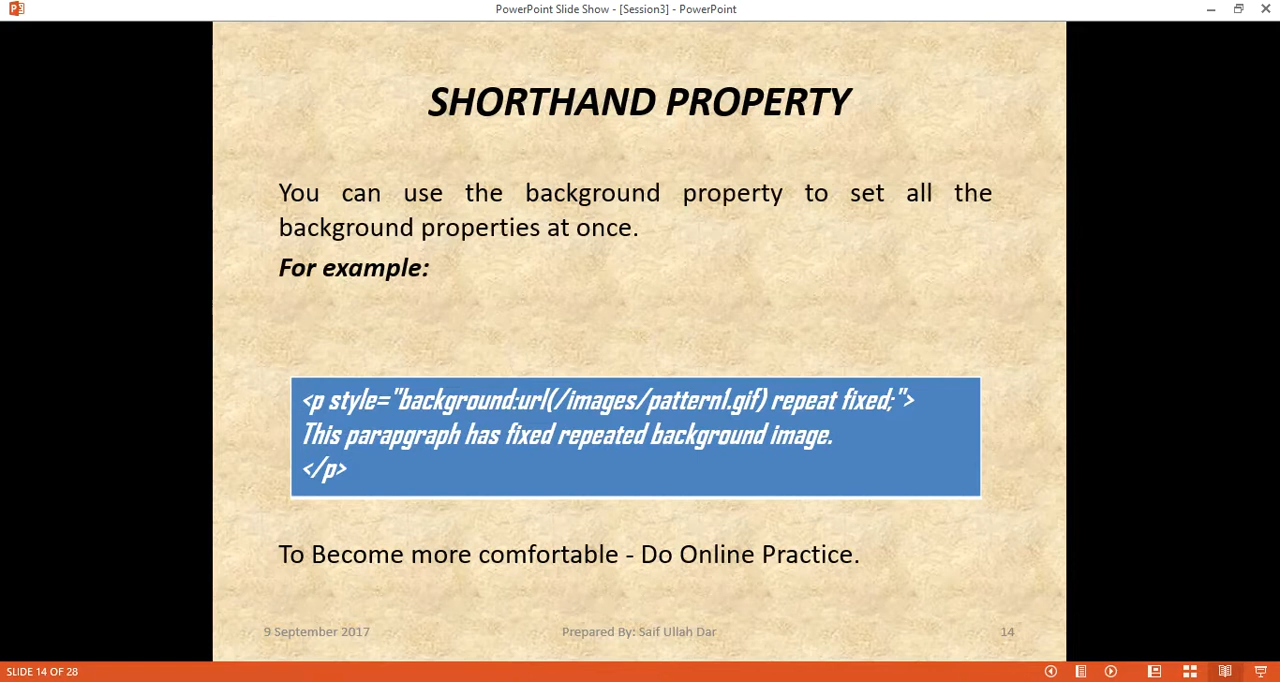 PowerPoint Slide Show - [Session3] - PowerPoint
SHORTHAND PROPERTY
You can use the background property to set all the
background properties at once.
For example:
<p style="background:url(/images/pattern1.gif) repeat fixed;">
This parapgraph has fixed repeated background image.
</p>
To Become more comfortable - Do Online Practice.
9 September 2017 Prepared By: Saif Ullah Dar 14
SLIDE 14 OF 28